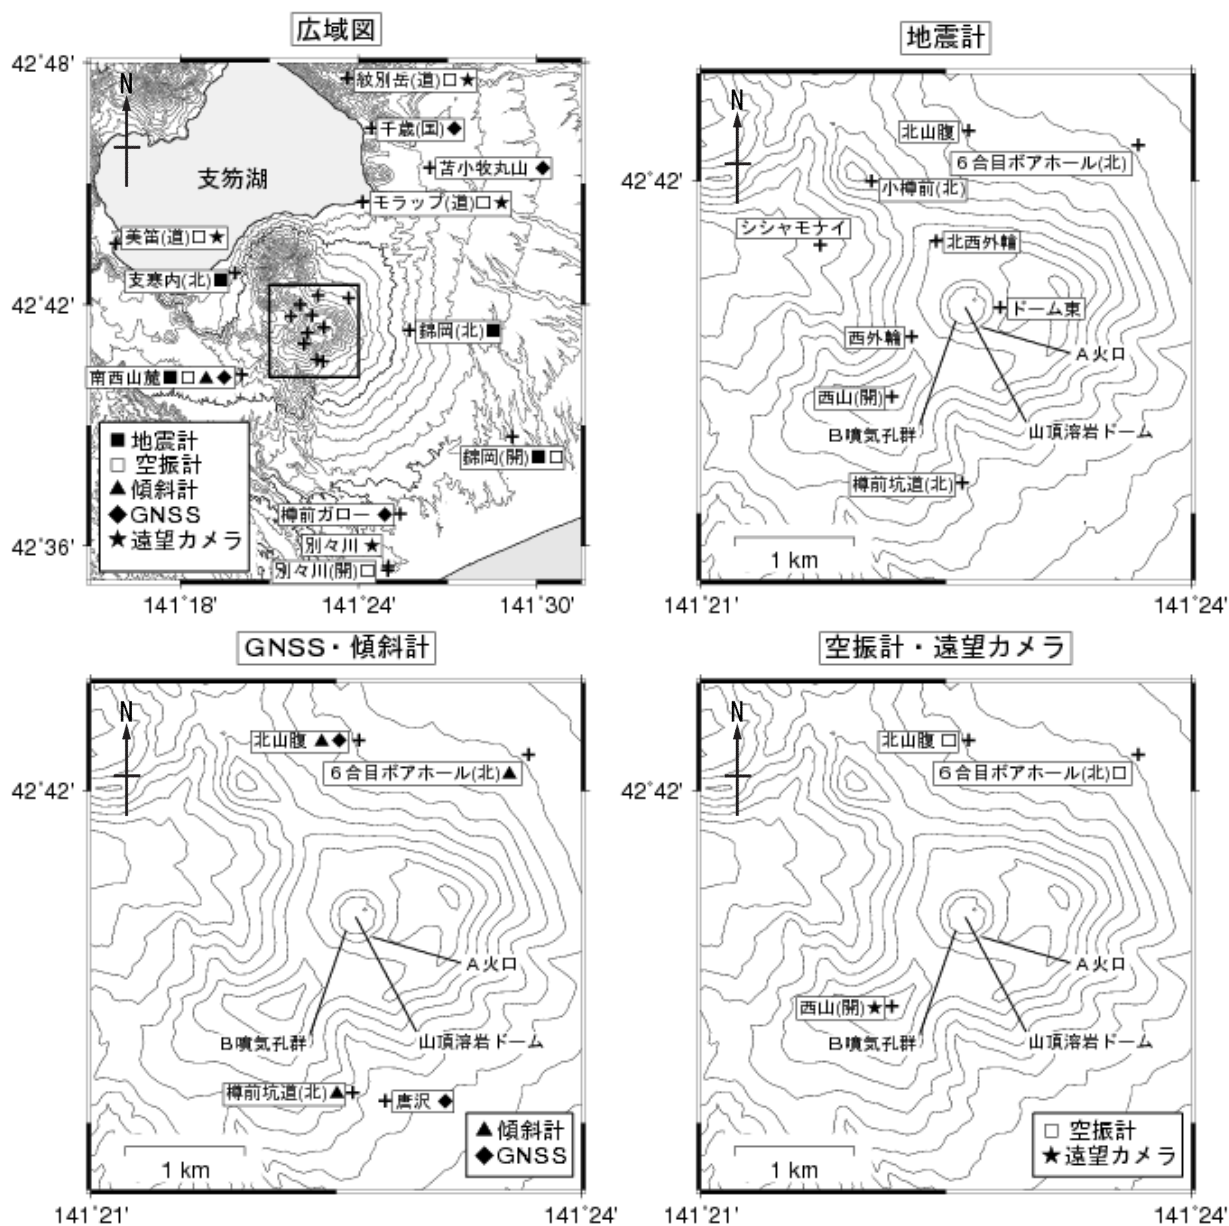 広域図
42°48'
N
紋別岳(道)□★
千歳(国)◆
苫小牧丸山 ◆
支笏湖
モラップ(道)□★
美笛(道)□★
支寒内(北)■
42°42'
錦岡(北)■
南西山麓■□▲◆
■地震計
□ 空振計
▲傾斜計
◆GNSS
★遠望カメラ
錦岡(開)■□
樽前ガロー ◆
別々川 ★
別々川(開)□
42°36'
141°18'
141°24'
141°30'
地震計
N
北山腹
6合目ボアホール(北)
42°42'
小樽前(北)
シシャモナイ
北西外輪
ドーム東
西外輪
A火口
西山(開)
B噴気孔群
山頂溶岩ドーム
樽前坑道(北)
1 km
141°21'
141°24'
GNSS・傾斜計
N
北山腹 ▲◆
6合目ボアホール(北)▲
42°42'
A火口
B噴気孔群
山頂溶岩ドーム
樽前坑道(北)▲
唐沢 ◆
▲傾斜計
◆GNSS
1 km
141°21'
141°24'
空振計・遠望カメラ
N
北山腹 □
6合目ボアホール(北)□
42°42'
A火口
西山(開)★
B噴気孔群
山頂溶岩ドーム
□ 空振計
★遠望カメラ
1 km
141°21'
141°24'